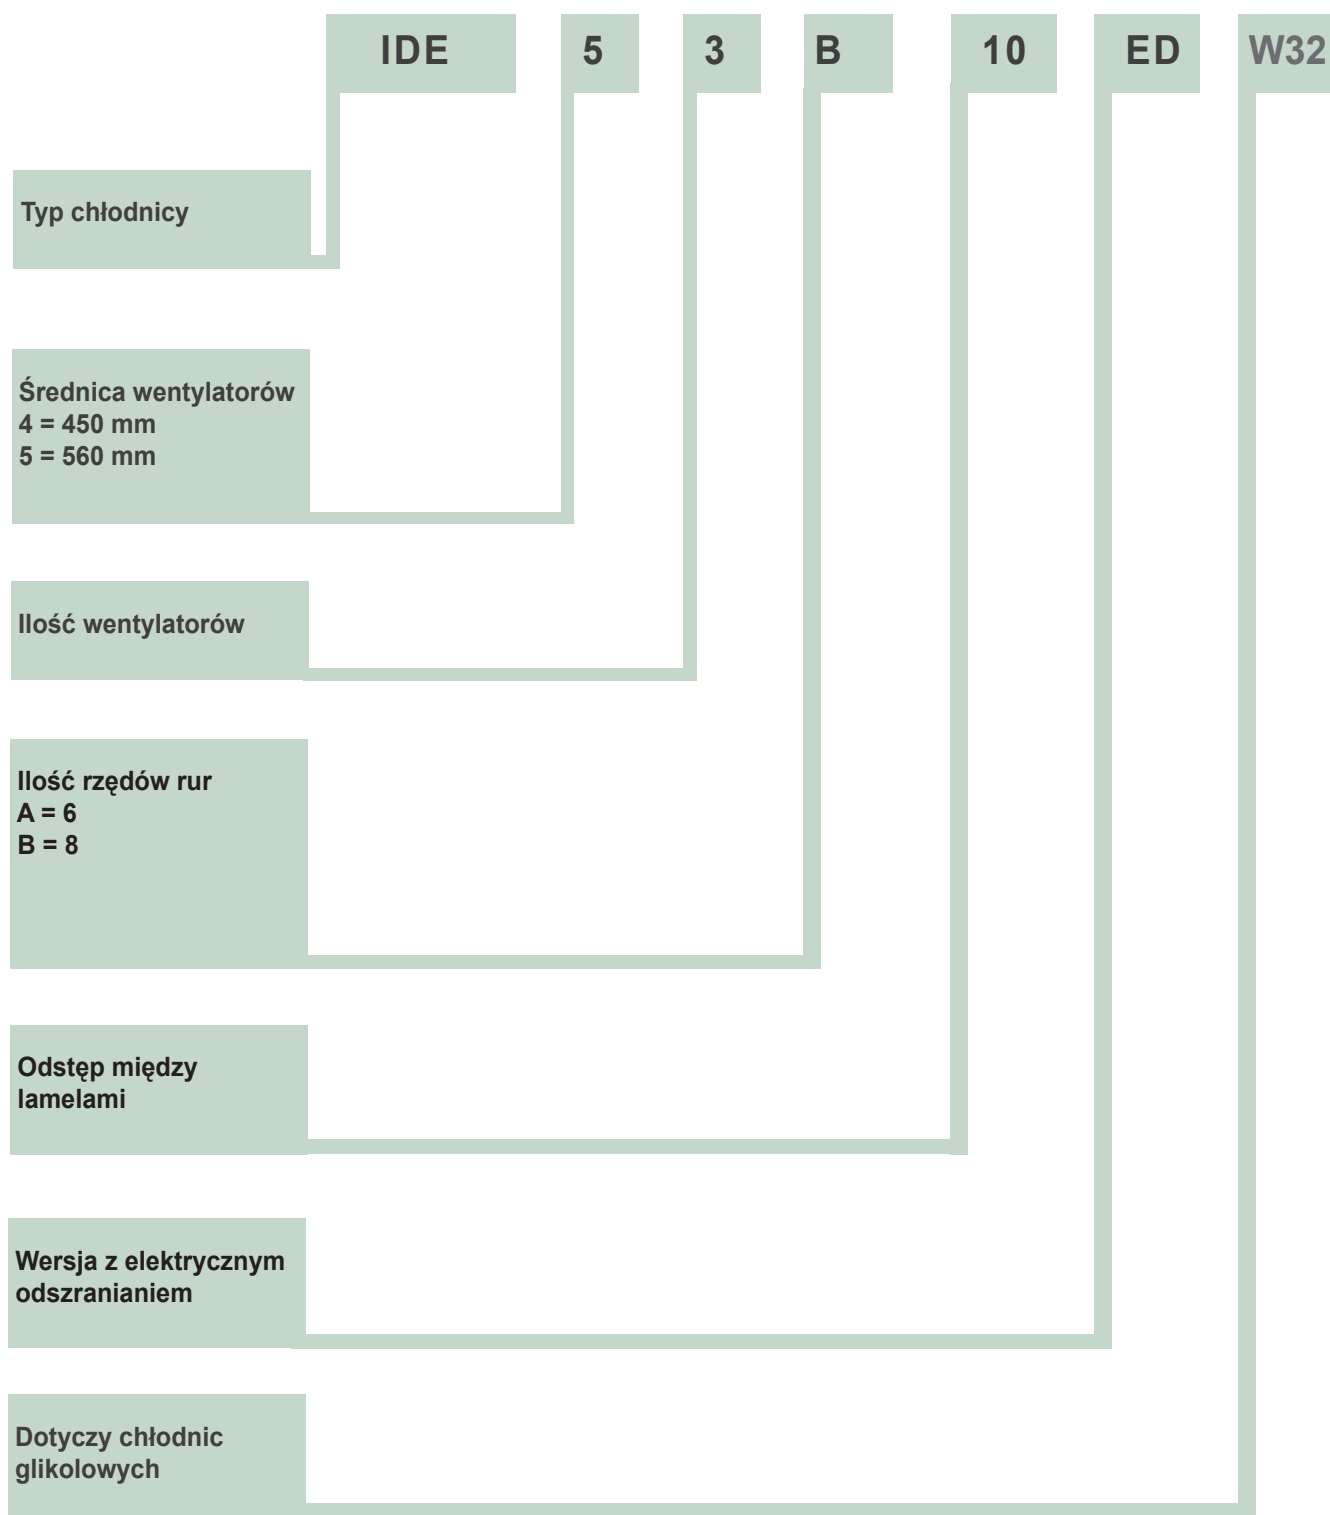 IDE 5 3 B 10 ED W32
Typ chłodnicy
Średnica wentylatorów
4 = 450 mm
5 = 560 mm
Ilość wentylatorów
Ilość rzędów rur
A = 6
B = 8
Odstęp między
lamelami
Wersja z elektrycznym
odszranianiem
Dotyczy chłodnic
glikolowych